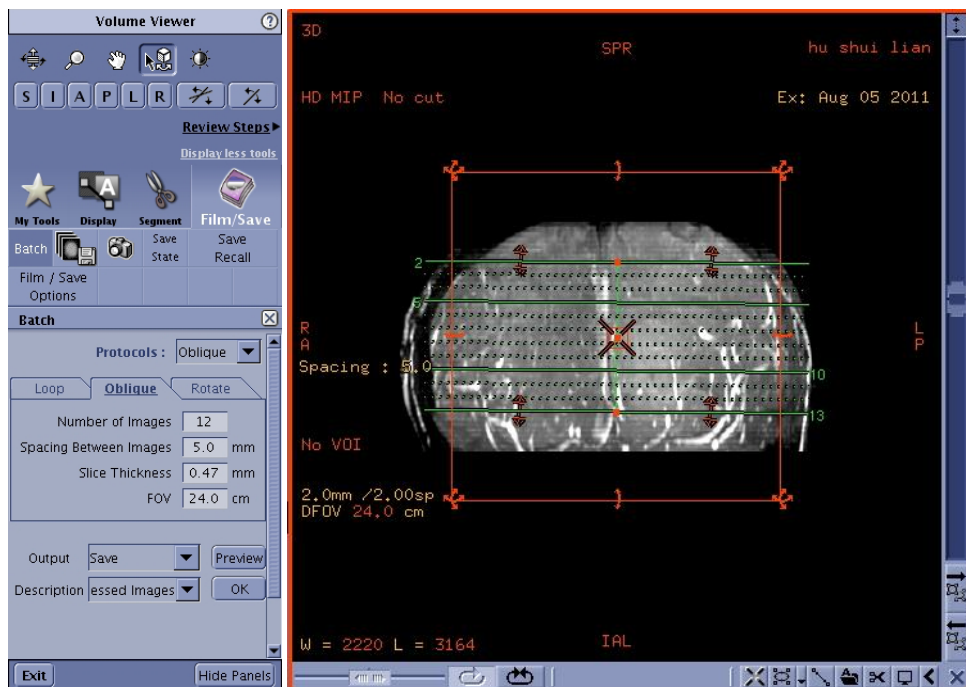 Volume Viewer
?
S I A P L R
Review Steps
Display less tools
My Tools Display Segment Film/Save
Batch Save State Save Recall
Film / Save Options
Batch
Protocols : Oblique
Loop Oblique Rotate
Number of Images 12
Spacing Between Images 5.0 mm
Slice Thickness 0.47 mm
FOV 24.0 cm
Output Save Preview
Description essed Images OK
Exit Hide Panels
3D
SPR
hu shui lian
HD MIP No cut
Ex: Aug 05 2011
2
5
R
A
L
P
Spacing : 5.0
10
13
No VOI
2.0mm /2.00sp
DFOV 24.0 cm
W = 2220 L = 3164
IAL